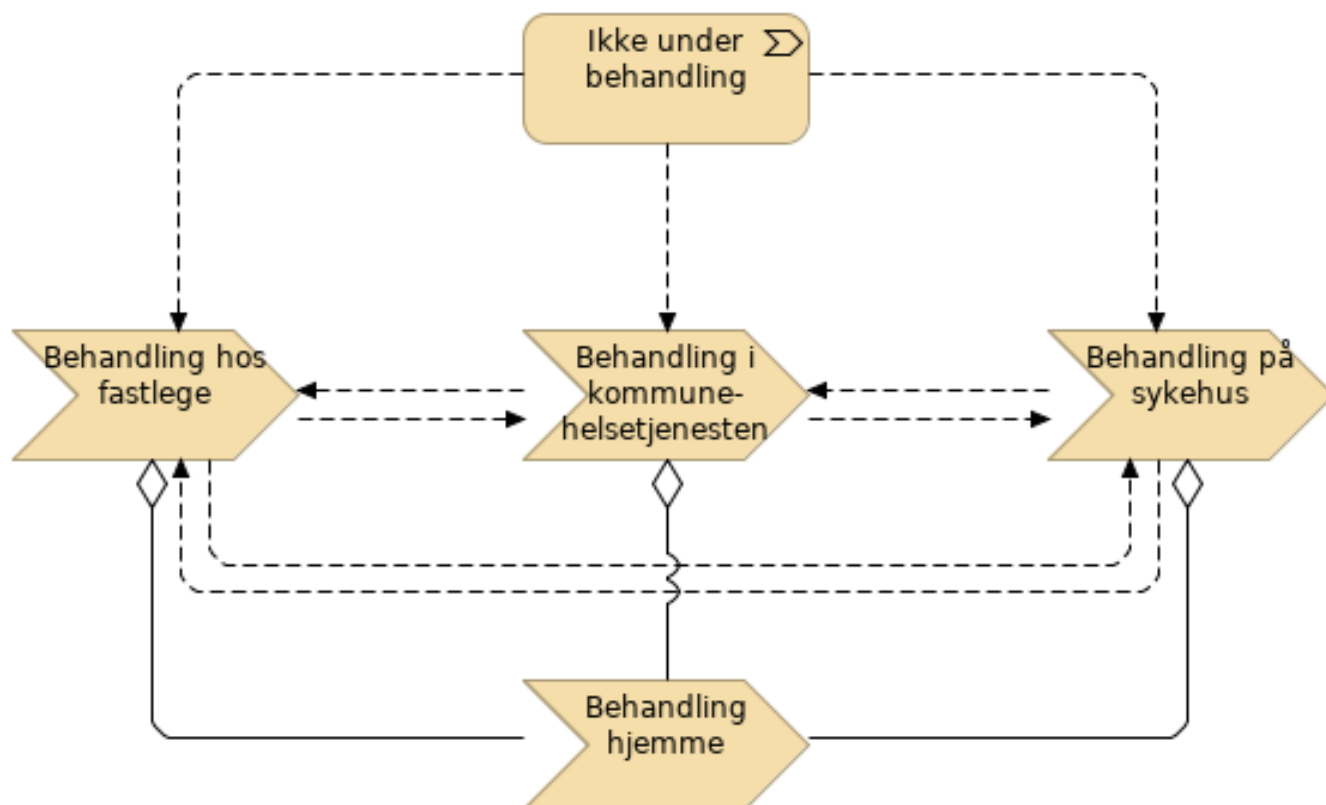 Ikke under
behandling
Behandling hos
fastlege
Behandling i
kommune-
helsetjenesten
Behandling på
sykehus
Behandling
hjemme